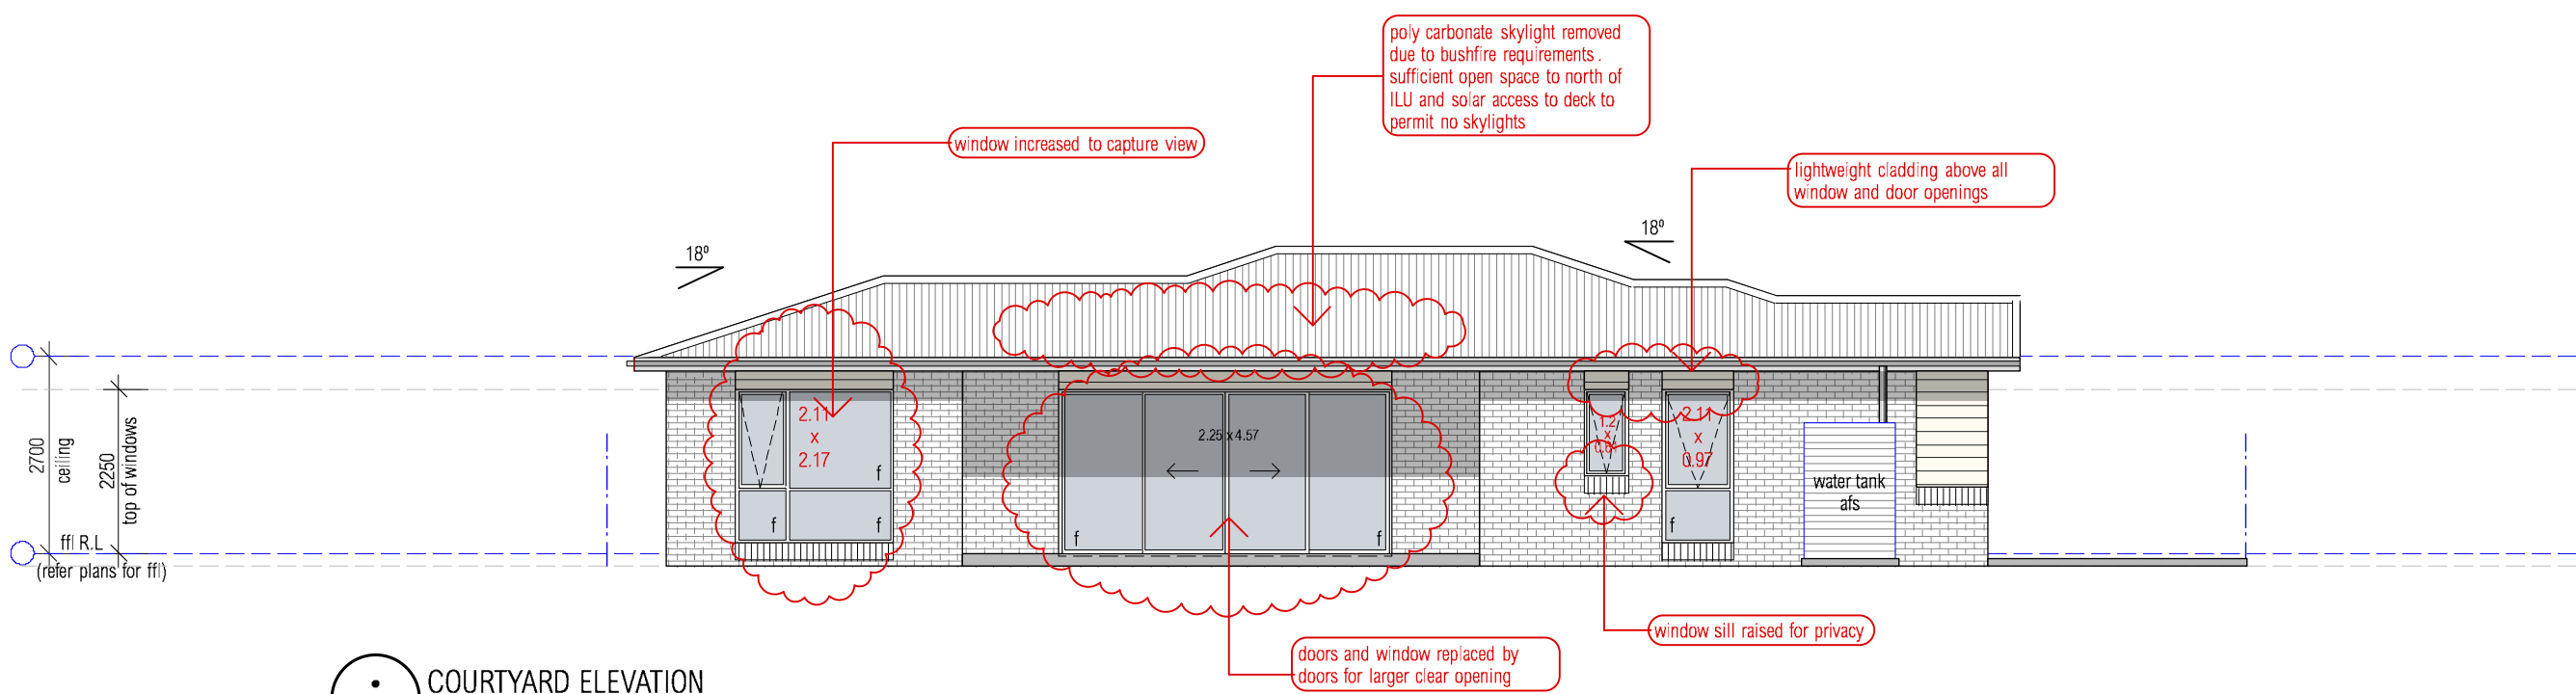 poly carbonate skylight removed
due to bushfire requirements.
sufficient open space to north of
ILU and solar access to deck to
permit no skylights
window increased to capture view
lightweight cladding above all
window and door openings
18º
18º
2700
ceiling
2250
top of windows
ffl R.L
(refer plans for ffl)
2.11
x
2.17
f
f
f
2.25 x 4.57
f
f
1.2
x
2.11
x
0.97
f
water tank
afs
window sill raised for privacy
doors and window replaced by
doors for larger clear opening
COURTYARD ELEVATION